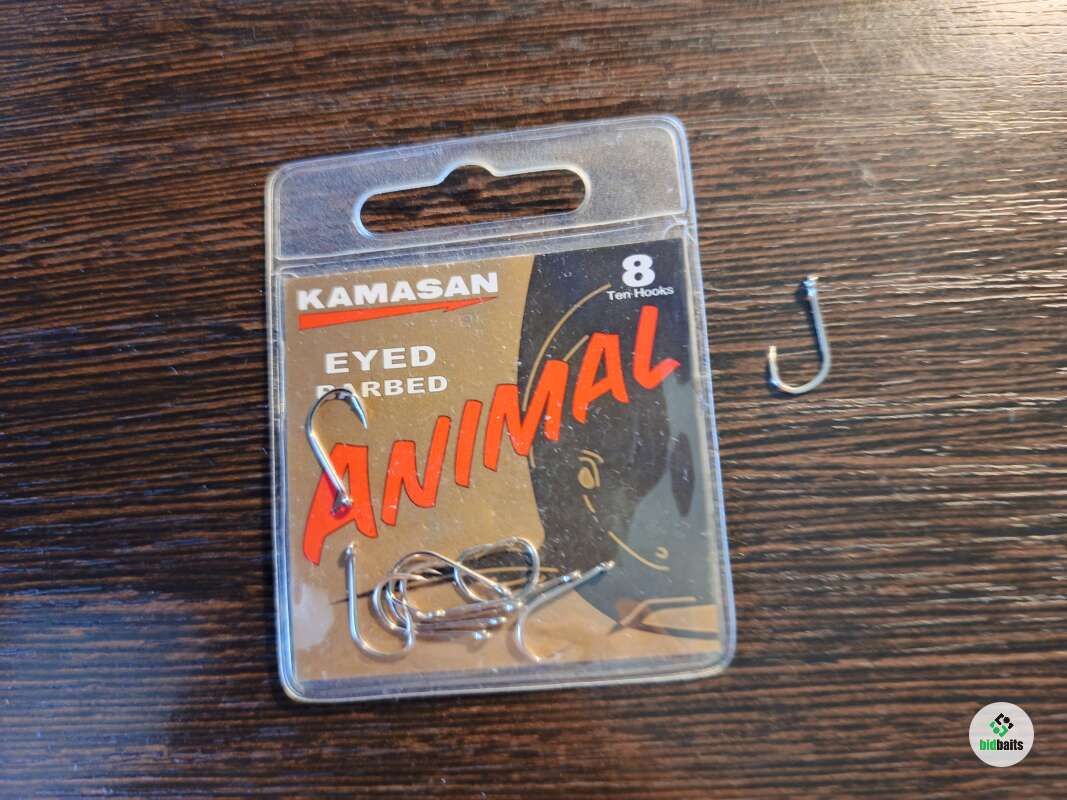 KAMASAN
8
Ten Hooks
EYED
BARBED
ANIMAL
bidbaits